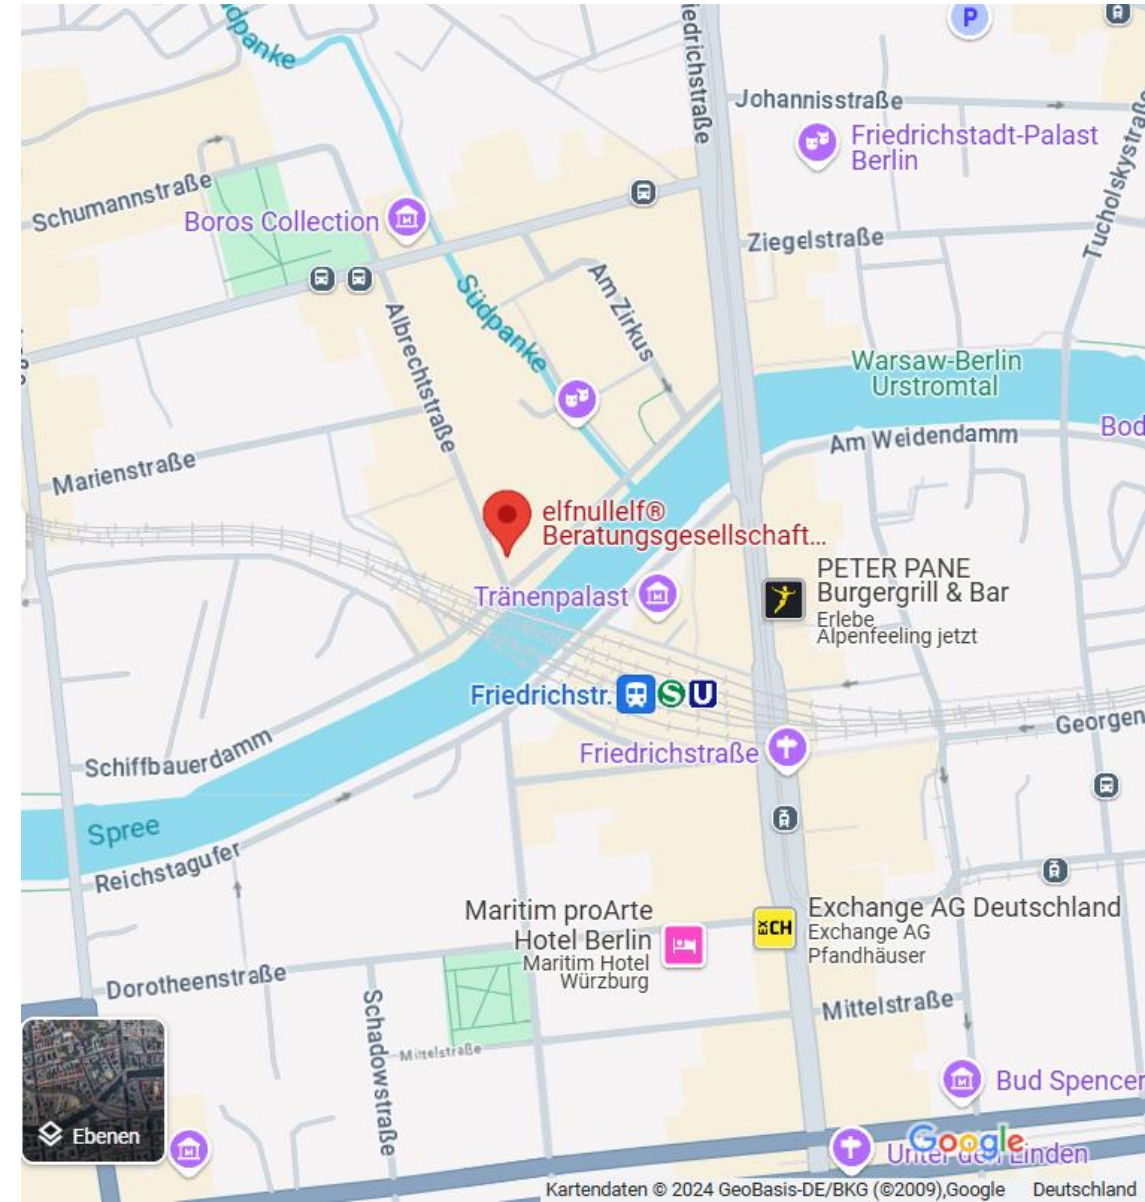 dpanke
iedrichstraße
P
Johannisstraße
Friedrichstadt-Palast
Berlin
Tucholskystraße
Schumannstraße
Boros Collection
Ziegelstraße
Südpanke
Am Zirkus
Albrechtstraße
Warsaw-Berlin
Urstromtal
Bod
Am Weidendamm
Marienstraße
elfnullelf®
Beratungsgesellschaft...
PETER PANE
Burgergrill & Bar
Erlebe
Alpenfeeling jetzt
Tränenpalast
Friedrichstr.
S U
Georgen
Friedrichstraße
Schiffbauerdamm
Spree
Reichstagufer
Maritim proArte
Hotel Berlin
Maritim Hotel
Würzburg
EXCH
Exchange AG Deutschland
Exchange AG
Pfandhäuser
Dorotheenstraße
Schadowstraße
Mittelstraße
Mittelstraße
Bud Spencer
Ebenen
Google
Unter den Linden
Kartendaten © 2024 GeoBasis-DE/BKG (©2009),Google Deutschland